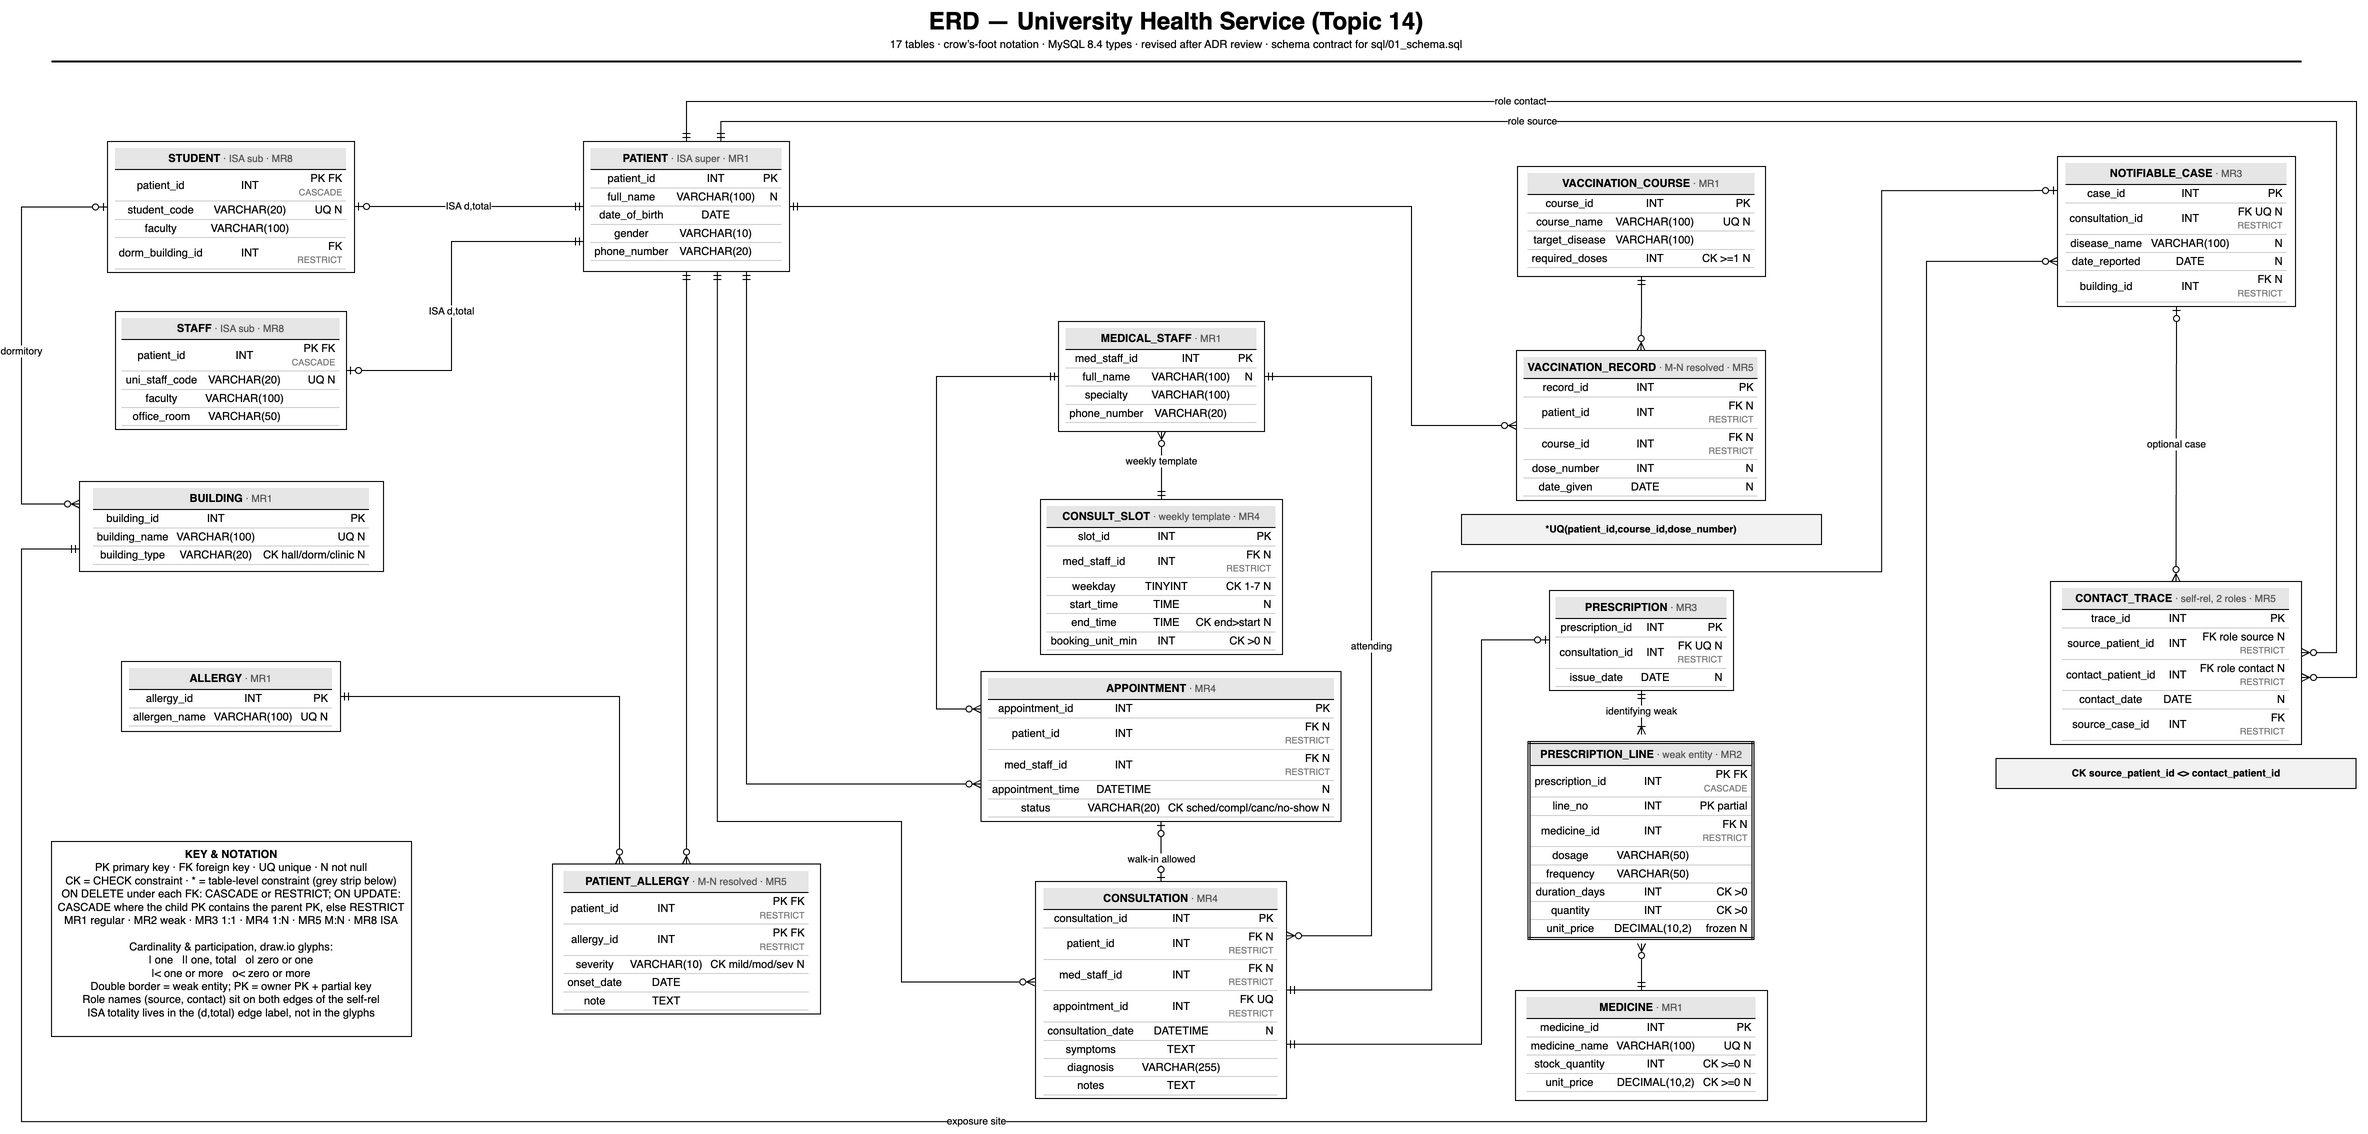 ERD — University Health Service (Topic 14)
17 tables · crow's-foot notation · MySQL 8.4 types · revised after ADR review · schema contract for sql/01_schema.sql
role contact
role source
STUDENT · ISA sub · MR8
patient_id INT PK FK
CASCADE
student_code VARCHAR(20) UQ N
faculty VARCHAR(100)
dorm_building_id INT FK
RESTRICT
ISA d,total
PATIENT · ISA super · MR1
patient_id INT PK
full_name VARCHAR(100) N
date_of_birth DATE
gender VARCHAR(10)
phone_number VARCHAR(20)
ISA d,total
STAFF · ISA sub · MR8
patient_id INT PK FK
CASCADE
uni_staff_code VARCHAR(20) UQ N
faculty VARCHAR(100)
office_room VARCHAR(50)
dormitory
BUILDING · MR1
building_id INT PK
building_name VARCHAR(100) UQ N
building_type VARCHAR(20) CK hall/dorm/clinic N
ALLERGY · MR1
allergy_id INT PK
allergen_name VARCHAR(100) UQ N
KEY & NOTATION
PK primary key · FK foreign key · UQ unique · N not null
CK = CHECK constraint · * = table-level constraint (grey strip below)
ON DELETE under each FK: CASCADE or RESTRICT; ON UPDATE:
CASCADE where the child PK contains the parent PK, else RESTRICT
MR1 regular · MR2 weak · MR3 1:1 · MR4 1:N · MR5 M:N · MR8 ISA
Cardinality & participation, draw.io glyphs:
| one || one, total o| zero or one
|< one or more o< zero or more
Double border = weak entity; PK = owner PK + partial key
Role names (source, contact) sit on both edges of the self-rel
ISA totality lives in the (d,total) edge label, not in the glyphs
PATIENT_ALLERGY · M-N resolved · MR5
patient_id INT PK FK
RESTRICT
allergy_id INT PK FK
RESTRICT
severity VARCHAR(10) CK mild/mod/sev N
onset_date DATE
note TEXT
MEDICAL_STAFF · MR1
med_staff_id INT PK
full_name VARCHAR(100) N
specialty VARCHAR(100)
phone_number VARCHAR(20)
weekly template
CONSULT_SLOT · weekly template · MR4
slot_id INT PK
med_staff_id INT FK N
RESTRICT
weekday TINYINT CK 1-7 N
start_time TIME N
end_time TIME CK end>start N
booking_unit_min INT CK >0 N
attending
APPOINTMENT · MR4
appointment_id INT PK
patient_id INT FK N
RESTRICT
med_staff_id INT FK N
RESTRICT
appointment_time DATETIME N
status VARCHAR(20) CK sched/compl/canc/no-show N
walk-in allowed
CONSULTATION · MR4
consultation_id INT PK
patient_id INT FK N
RESTRICT
med_staff_id INT FK N
RESTRICT
appointment_id INT FK UQ
RESTRICT
consultation_date DATETIME N
symptoms TEXT
diagnosis VARCHAR(255)
notes TEXT
exposure site
VACCINATION_COURSE · MR1
course_id INT PK
course_name VARCHAR(100) UQ N
target_disease VARCHAR(100)
required_doses INT CK >=1 N
VACCINATION_RECORD · M-N resolved · MR5
record_id INT PK
patient_id INT FK N
RESTRICT
course_id INT FK N
RESTRICT
dose_number INT N
date_given DATE N
*UQ(patient_id,course_id,dose_number)
PRESCRIPTION · MR3
prescription_id INT PK
consultation_id INT FK UQ N
RESTRICT
issue_date DATE N
identifying weak
PRESCRIPTION_LINE · weak entity · MR2
prescription_id INT PK FK
CASCADE
line_no INT PK partial
medicine_id INT FK N
RESTRICT
dosage VARCHAR(50)
frequency VARCHAR(50)
duration_days INT CK >0
quantity INT CK >0
unit_price DECIMAL(10,2) frozen N
MEDICINE · MR1
medicine_id INT PK
medicine_name VARCHAR(100) UQ N
stock_quantity INT CK >=0 N
unit_price DECIMAL(10,2) CK >=0 N
NOTIFIABLE_CASE · MR3
case_id INT PK
consultation_id INT FK UQ N
RESTRICT
disease_name VARCHAR(100) N
date_reported DATE N
building_id INT FK N
RESTRICT
optional case
CONTACT_TRACE · self-rel, 2 roles · MR5
trace_id INT PK
source_patient_id INT FK role source N
RESTRICT
contact_patient_id INT FK role contact N
RESTRICT
contact_date DATE N
source_case_id INT FK
RESTRICT
CK source_patient_id <> contact_patient_id